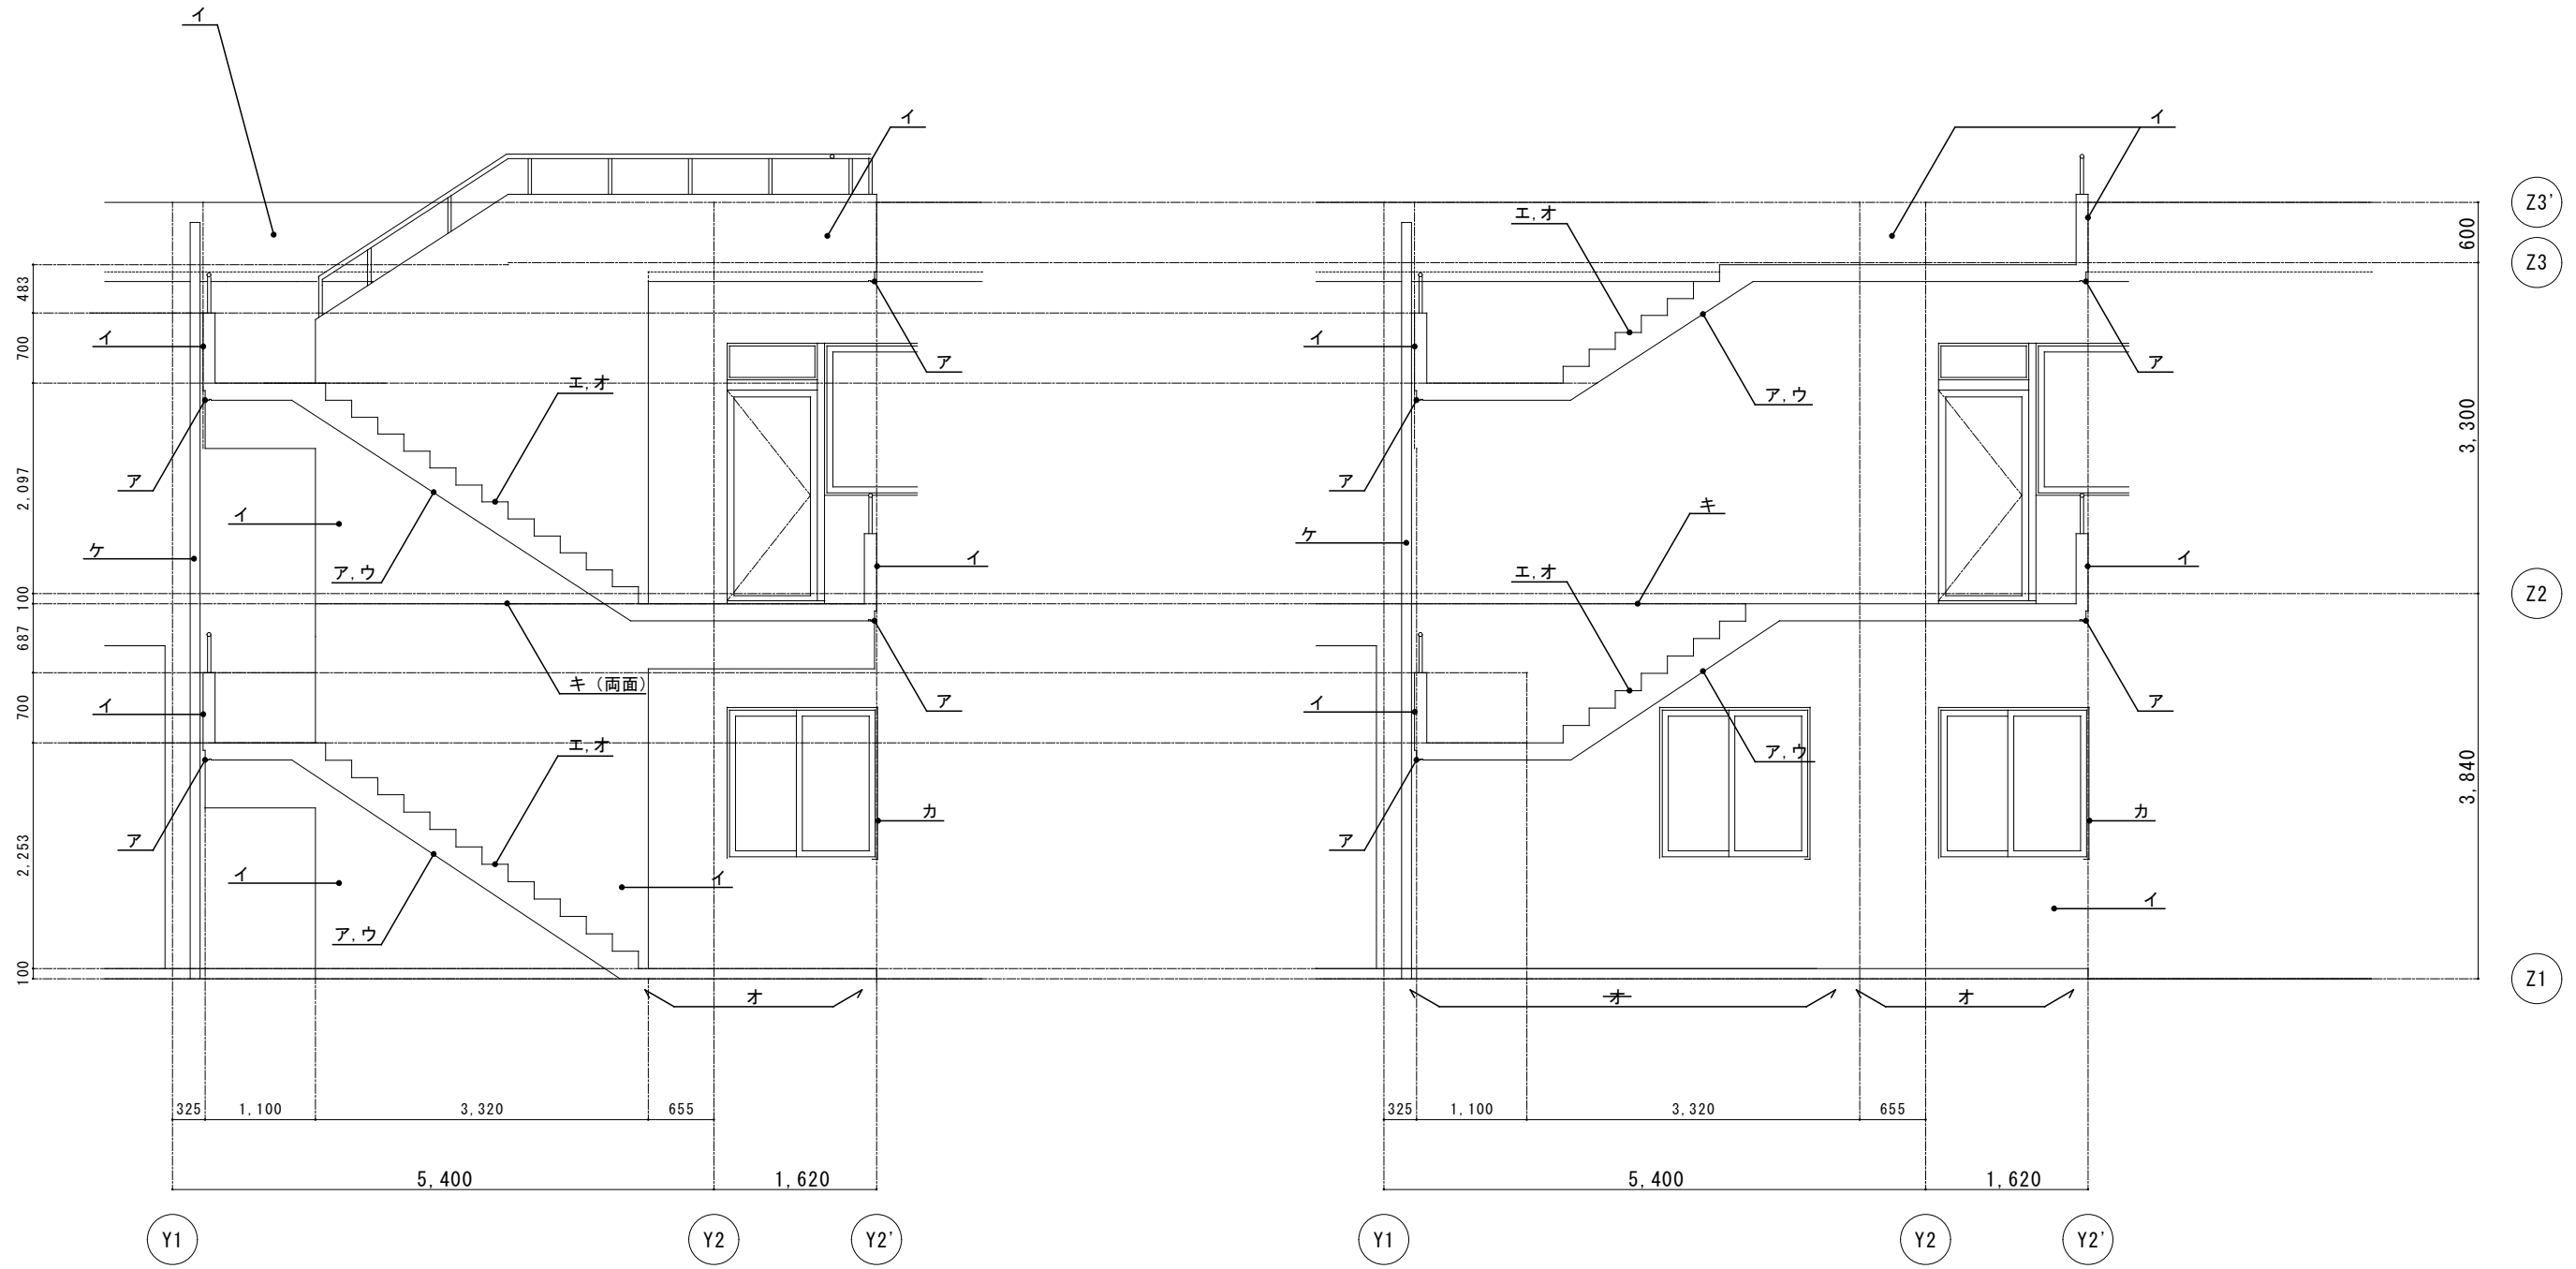 イ
イ
イ
Z3'
エ,オ
600
Z3
483
イ
700
イ
ア
ア
エ,オ
ア,ウ
3,300
ア
2,097
ア
キ
イ
ケ
ケ
イ
イ
ア,ウ
エ,オ
100
Z2
687
キ (両面)
700
イ
ア
イ
ア
エ,オ
ア,ウ
3,840
カ
カ
ア
ア
2,253
イ
イ
イ
ア,ウ
100
Z1
オ
オ
オ
325 1,100 3,320 655
325 1,100 3,320 655
5,400 1,620
5,400 1,620
Y1 Y2 Y2'
Y1 Y2 Y2'